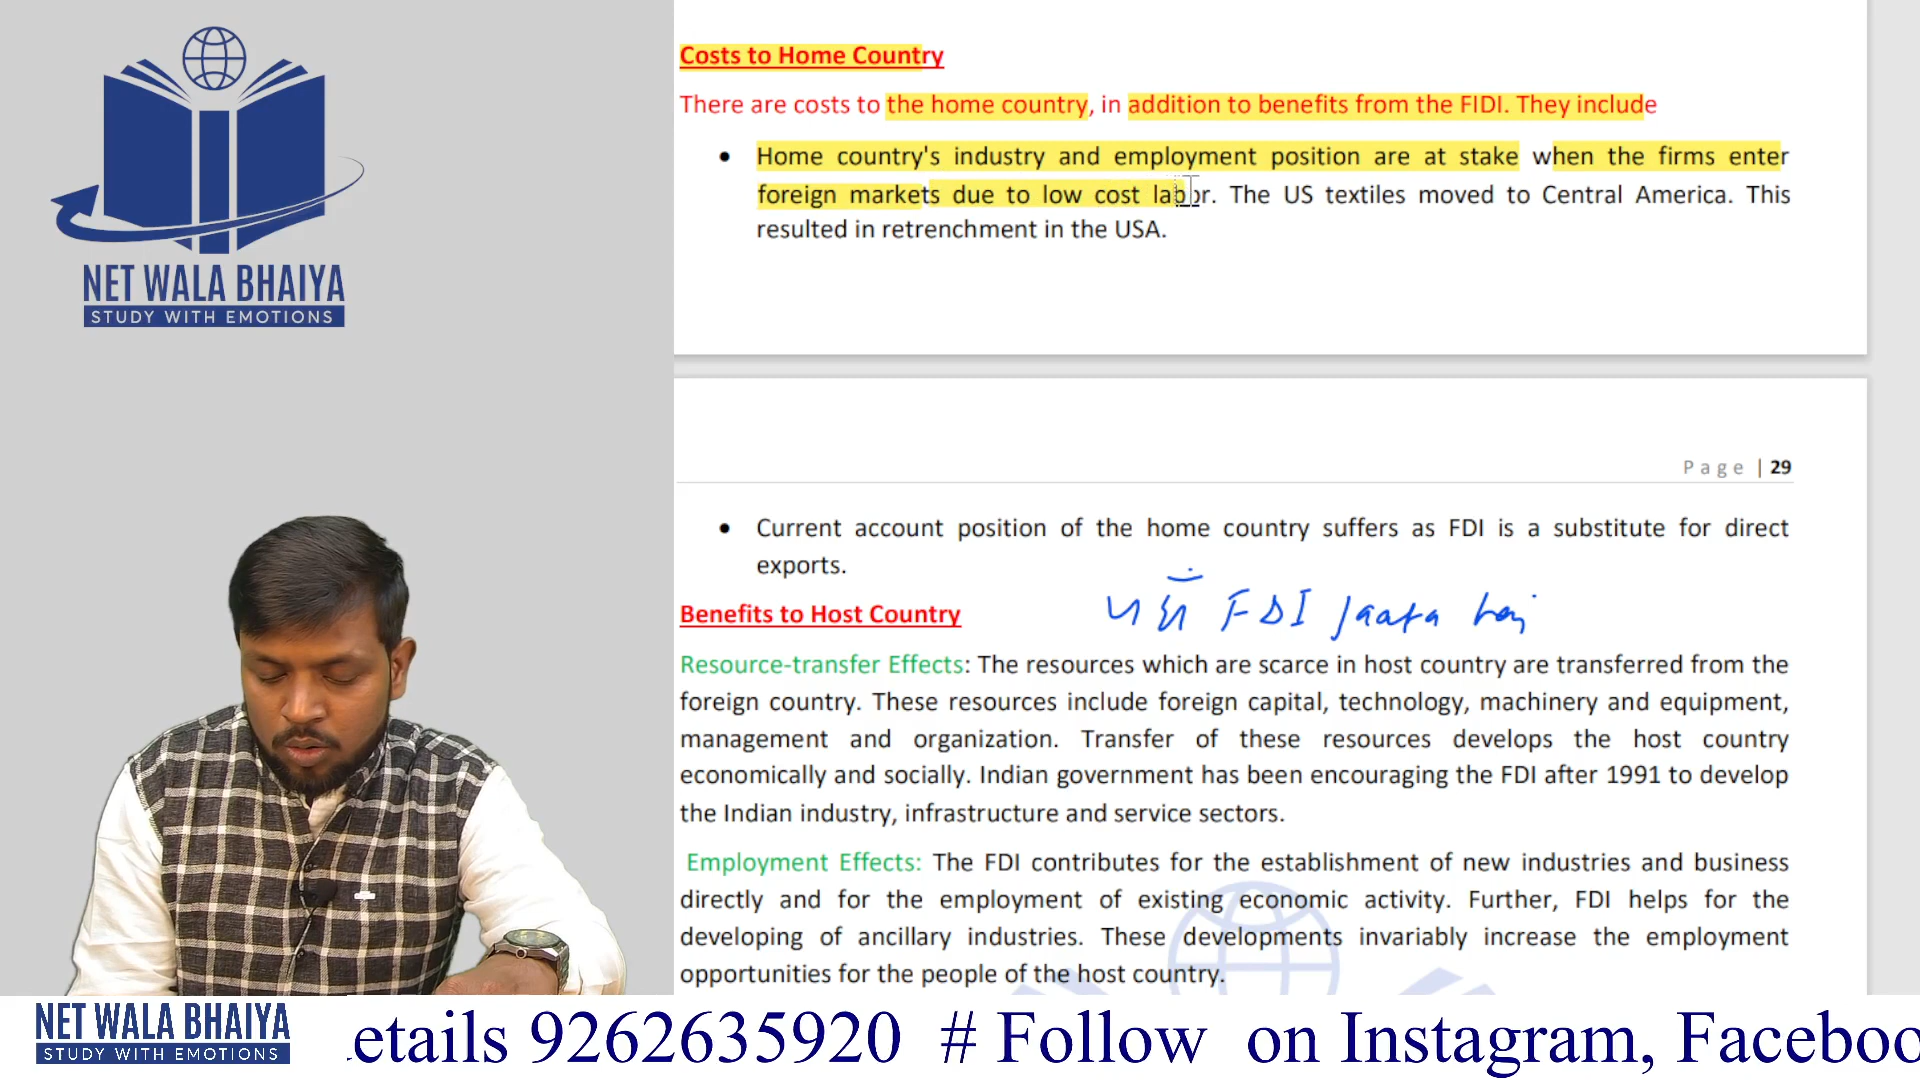 NET WALA BHAIYA
STUDY WITH EMOTIONS
Costs to Home Country
There are costs to the home country, in addition to benefits from the FIDI. They include
• Home country's industry and employment position are at stake when the firms enter
foreign markets due to low cost labor. The US textiles moved to Central America. This
resulted in retrenchment in the USA.
Page | 29
• Current account position of the home country suffers as FDI is a substitute for direct
exports.
Benefits to Host Country
FDI jaata hai
Resource-transfer Effects: The resources which are scarce in host country are transferred from the
foreign country. These resources include foreign capital, technology, machinery and equipment,
management and organization. Transfer of these resources develops the host country
economically and socially. Indian government has been encouraging the FDI after 1991 to develop
the Indian industry, infrastructure and service sectors.
Employment Effects: The FDI contributes for the establishment of new industries and business
directly and for the employment of existing economic activity. Further, FDI helps for the
developing of ancillary industries. These developments invariably increase the employment
opportunities for the people of the host country.
NET WALA BHAIYA
STUDY WITH EMOTIONS
etails 9262635920 # Follow on Instagram, Faceboo